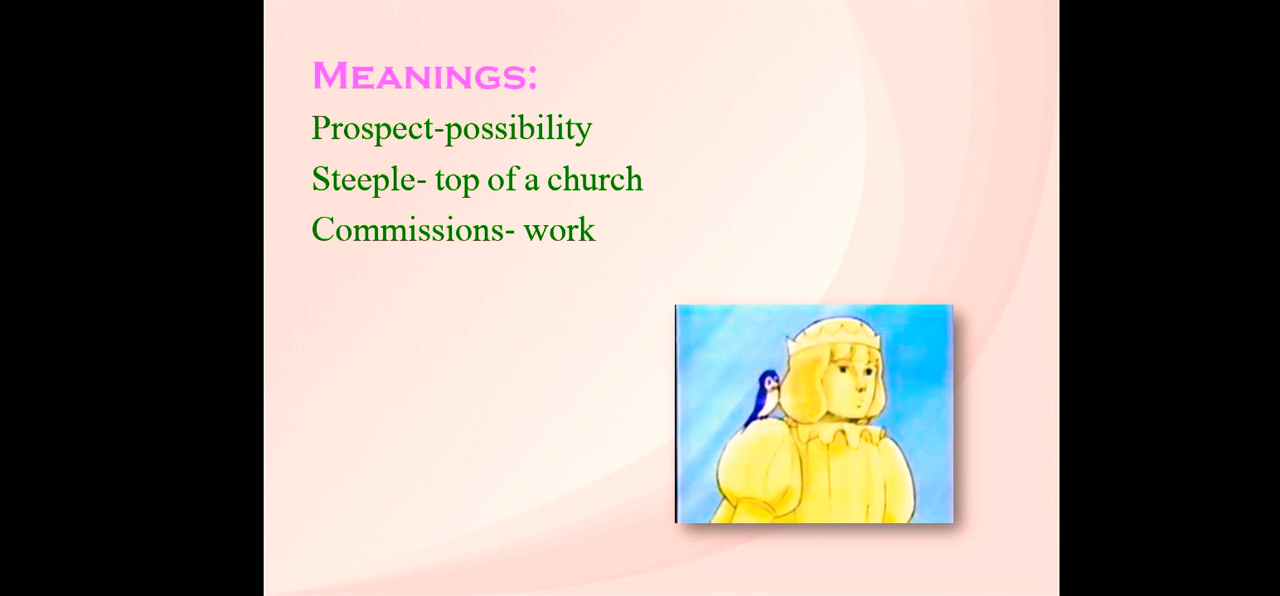 Meanings:
Prospect-possibility
Steeple- top of a church
Commissions- work